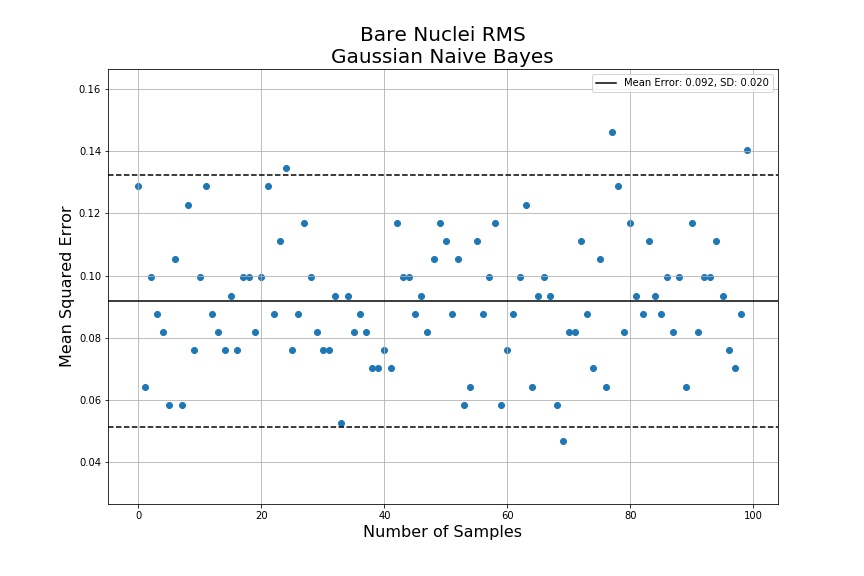 Bare Nuclei RMS
Gaussian Naive Bayes
Mean Error: 0.092, SD: 0.020
Mean Squared Error
0.16
0.14
0.12
0.10
0.08
0.06
0.04
0
20
40
60
80
100
Number of Samples